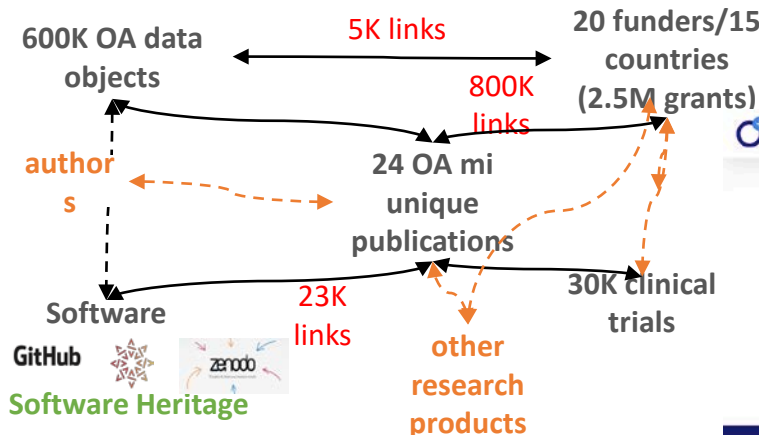 600K OA data
objects
5K links
20 funders/15
countries
(2.5M grants)
800K
links
author
s
24 OA mi
unique
publications
23K
links
Software
30K clinical
trials
GitHub
zenodo
Software Heritage
other
research
products